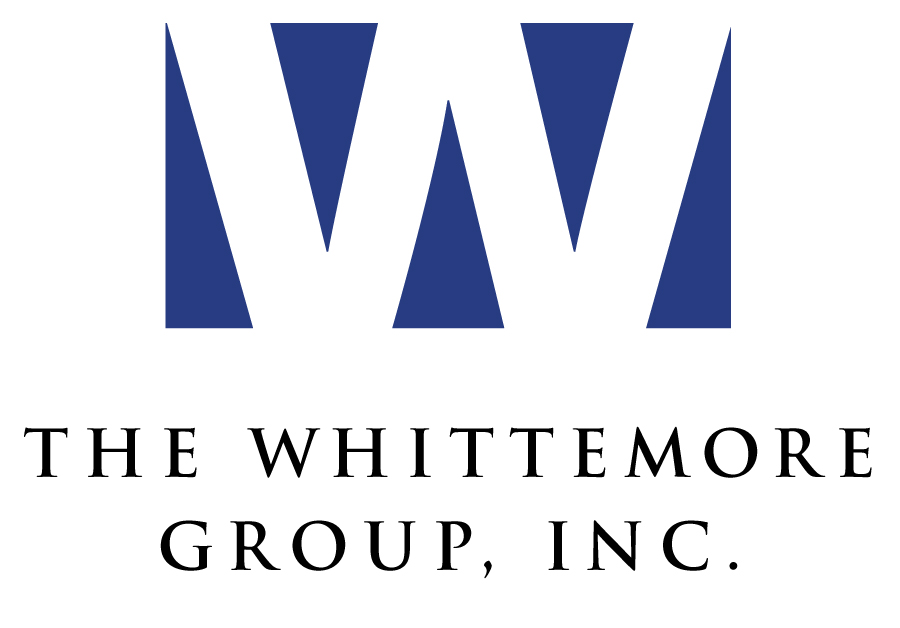 W
THE WHITTEMORE
GROUP, INC.